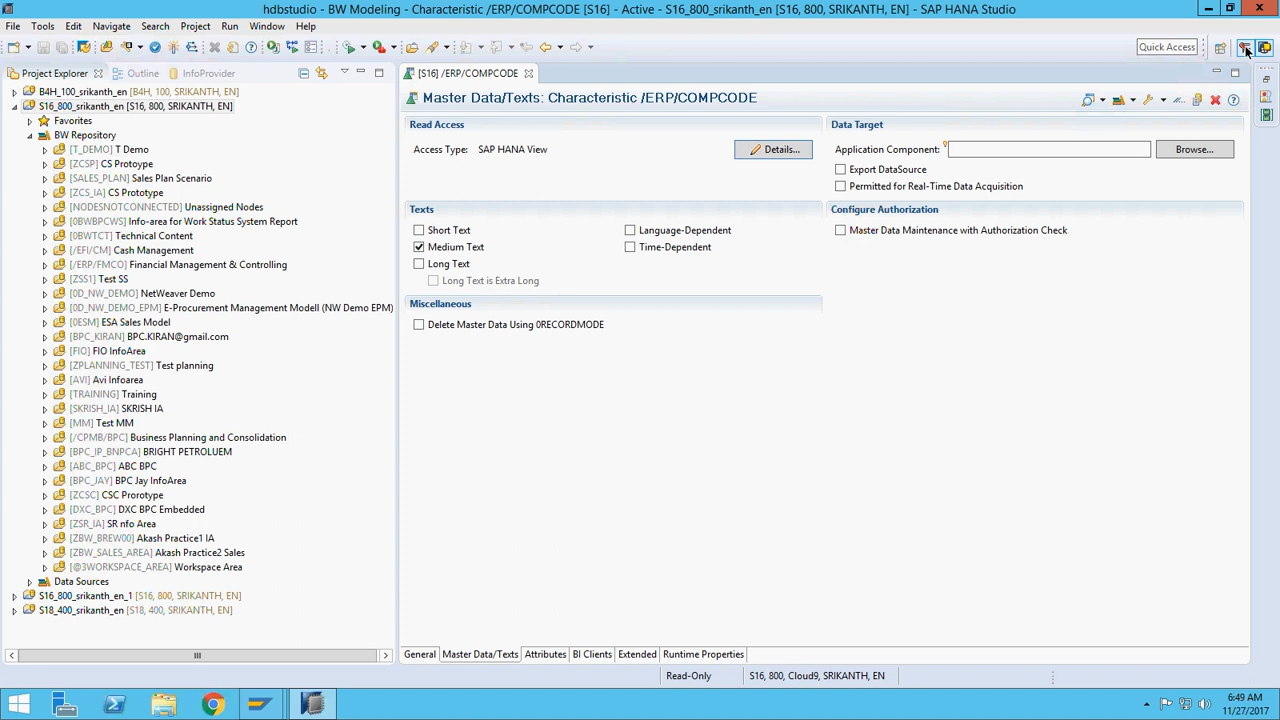 hdbstudio - BW Modeling - Characteristic /ERP/COMPCODE [S16] - Active - S16_800_srikanth_en [S16, 800, SRIKANTH, EN] - SAP HANA Studio
File Tools Edit Navigate Search Project Run Window Help
Quick Access
Project Explorer Outline InfoProvider
[S16] /ERP/COMPCODE
B4H_100_srikanth_en [B4H, 100, SRIKANTH, EN]
S16_800_srikanth_en [S16, 800, SRIKANTH, EN]
Favorites
BW Repository
[T_DEMO] T Demo
[ZCSP] CS Protoype
[SALES_PLAN] Sales Plan Scenario
[ZCS_IA] CS Prototype
[NODESNOTCONNECTED] Unassigned Nodes
[0BWBPCWS] Info-area for Work Status System Report
[0BWTCT] Technical Content
[/EFI/CM] Cash Management
[/ERP/FMCO] Financial Management & Controlling
[ZSS1] Test SS
[0D_NW_DEMO] NetWeaver Demo
[0D_NW_DEMO_EPM] E-Procurement Management Modell (NW Demo EPM)
[0ESM] ESA Sales Model
[BPC_KIRAN] BPC.KIRAN@gmail.com
[FIO] FIO InfoArea
[ZPLANNING_TEST] Test planning
[AVI] Avi Infoarea
[TRAINING] Training
[SKRISH_IA] SKRISH IA
[MM] Test MM
[/CPMB/BPC] Business Planning and Consolidation
[BPC_IP_BNPCA] BRIGHT PETROLUEM
[ABC_BPC] ABC BPC
[BPC_JAY] BPC Jay InfoArea
[ZCSC] CSC Prorotype
[DXC_BPC] DXC_BPC Embedded
[ZSR_IA] SR nfo Area
[ZBW_BREW00] Akash Practice1 IA
[ZBW_SALES_AREA] Akash Practice2 Sales
[@3WORKSPACE_AREA] Workspace Area
Data Sources
S16_800_srikanth_en_1 [S16, 800, SRIKANTH, EN]
S18_400_srikanth_en [S18, 400, SRIKANTH, EN]
Master Data/Texts: Characteristic /ERP/COMPCODE
Read Access
Access Type: SAP HANA View Details...
Texts
Short Text Language-Dependent
Medium Text Time-Dependent
Long Text
Long Text is Extra Long
Miscellaneous
Delete Master Data Using 0RECORDMODE
Data Target
Application Component: Browse...
Export DataSource
Permitted for Real-Time Data Acquisition
Configure Authorization
Master Data Maintenance with Authorization Check
General Master Data/Texts Attributes BI Clients Extended Runtime Properties
Read-Only S16, 800, Cloud9, SRIKANTH, EN
6:49 AM
11/27/2017